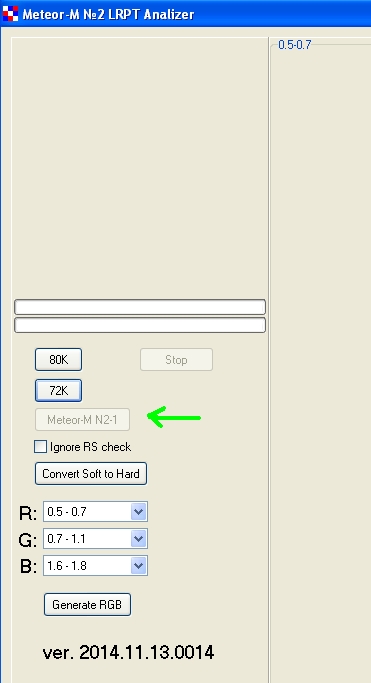 Meteor-M №2 LRPT Analizer
0.5-0.7
80K
Stop
72K
Meteor-M N2-1
Ignore RS check
Convert Soft to Hard
R: 0.5 - 0.7
G: 0.7 - 1.1
B: 1.6 - 1.8
Generate RGB
ver. 2014.11.13.0014